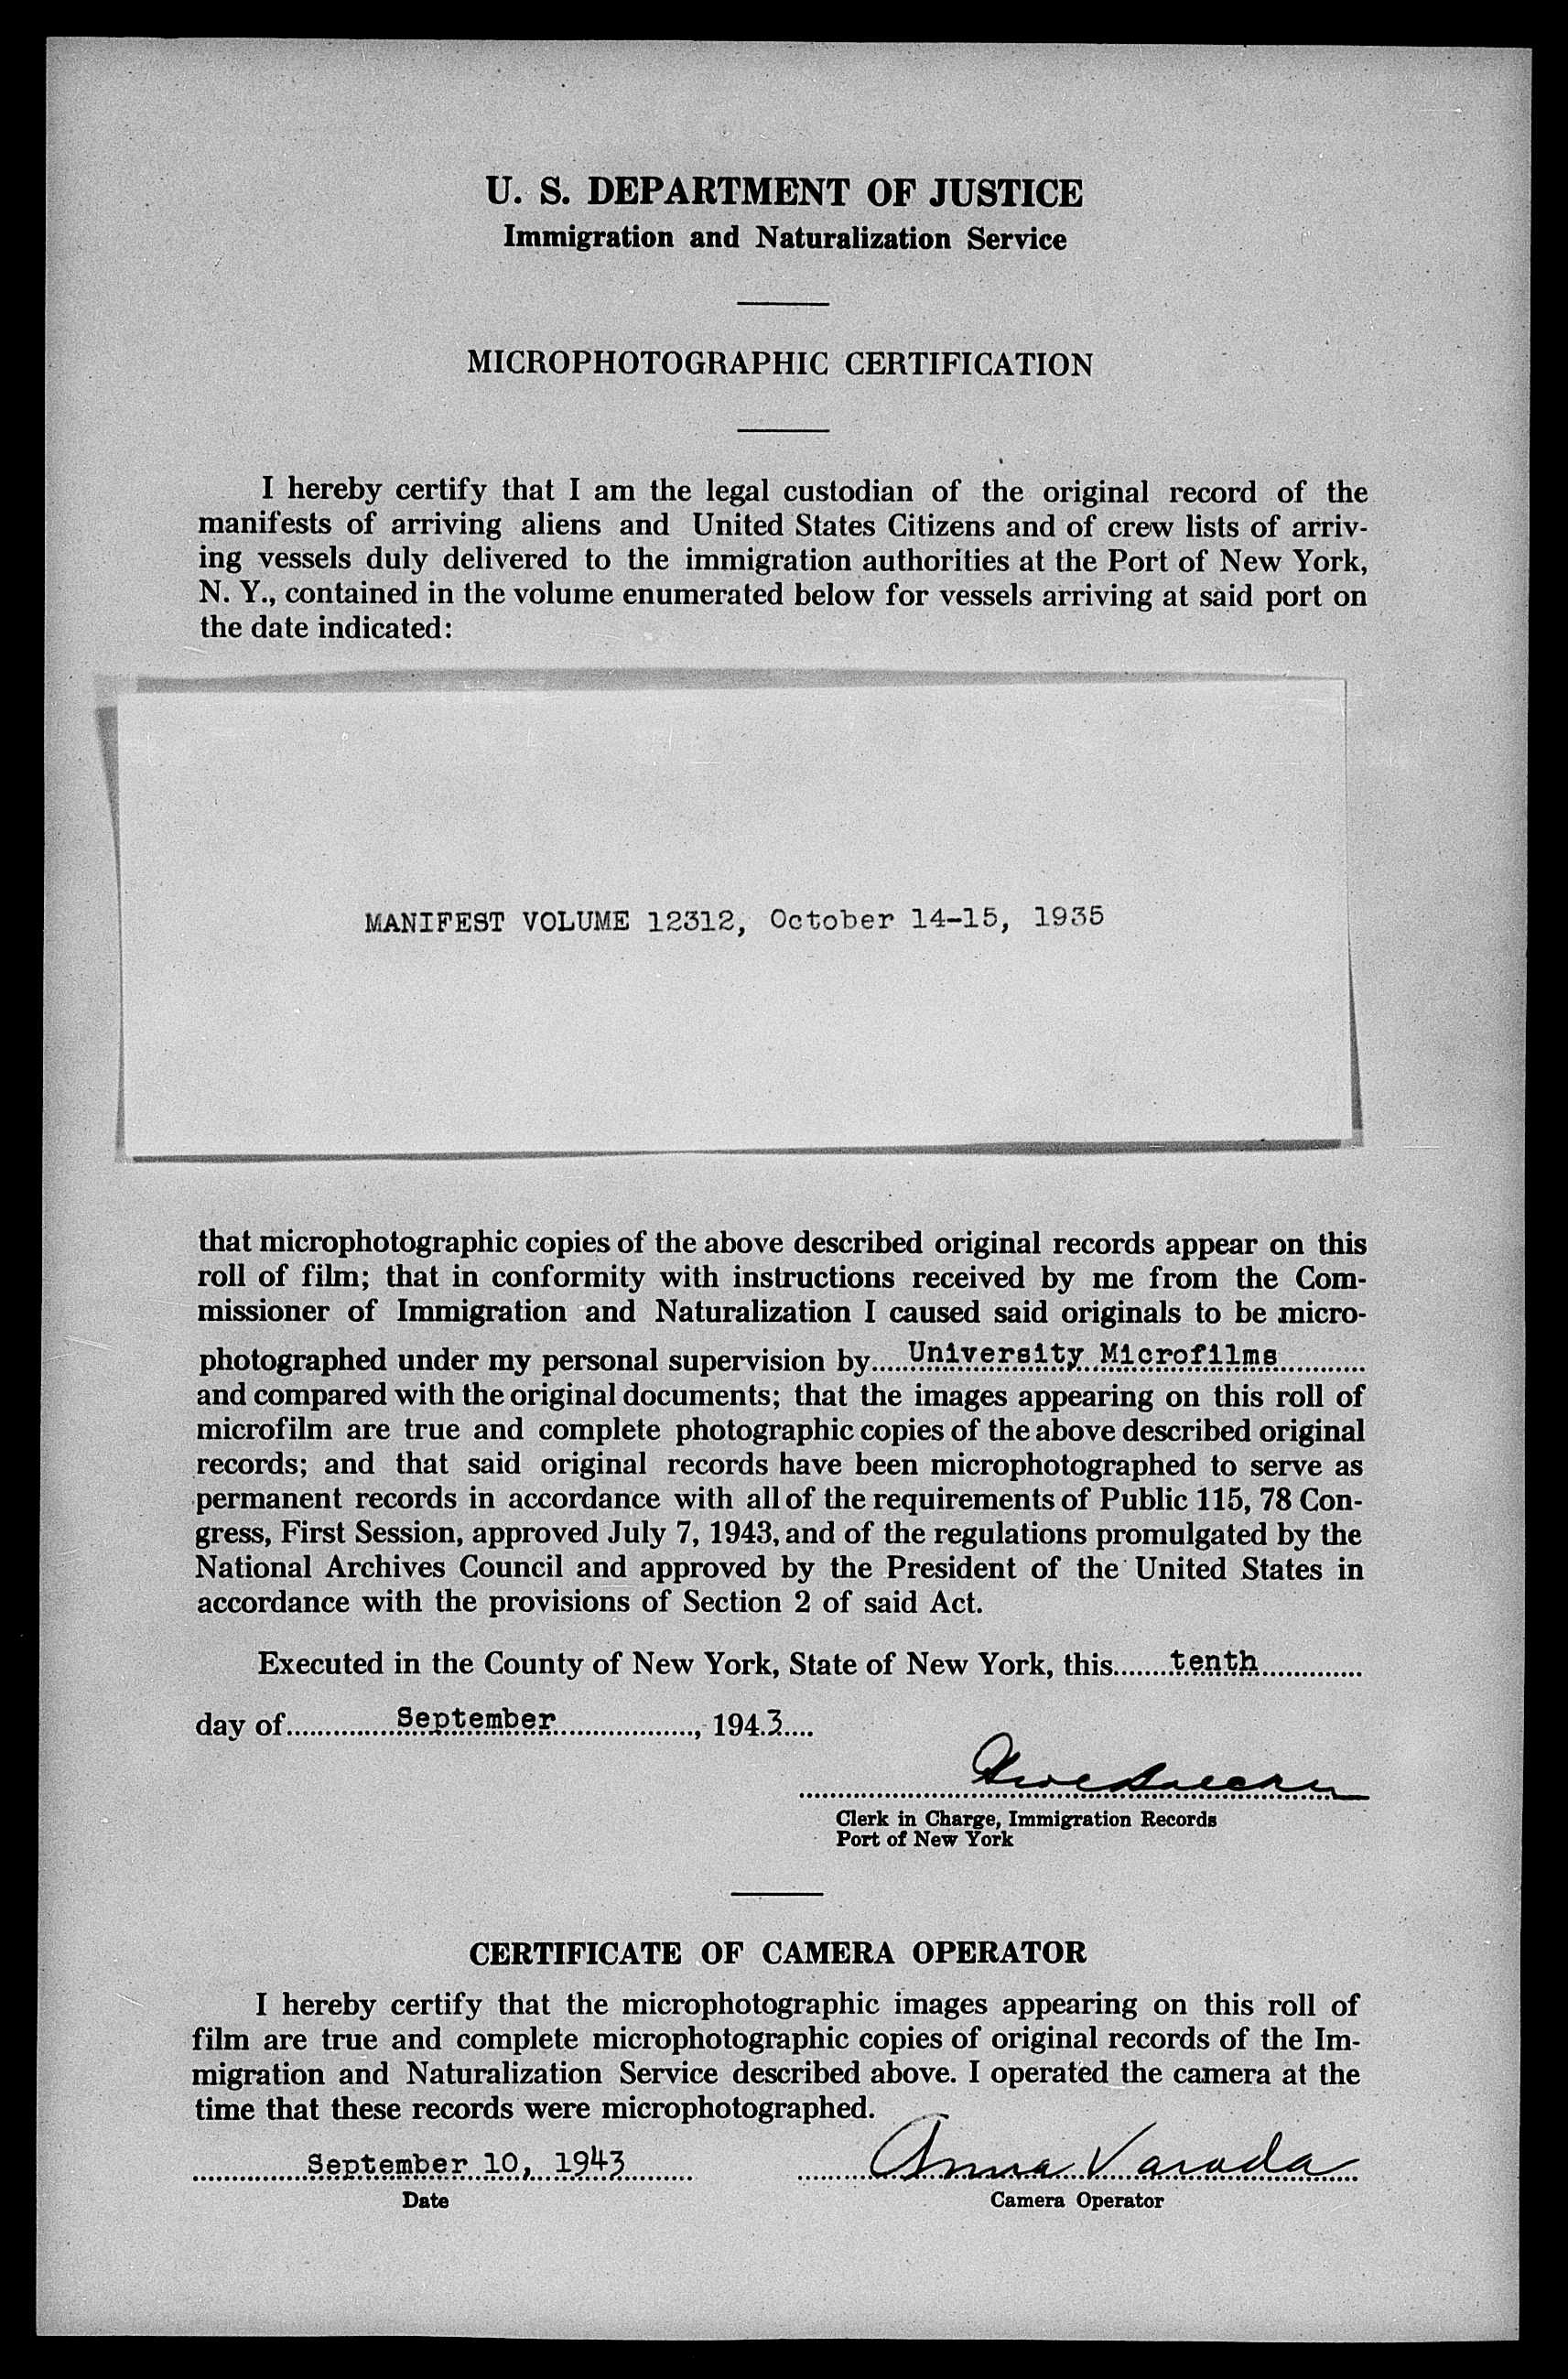 U. S. DEPARTMENT OF JUSTICE
Immigration and Naturalization Service
MICROPHOTOGRAPHIC CERTIFICATION
I hereby certify that I am the legal custodian of the original record of the
manifests of arriving aliens and United States Citizens and of crew lists of arriv-
ing vessels duly delivered to the immigration authorities at the Port of New York,
N. Y., contained in the volume enumerated below for vessels arriving at said port on
the date indicated:
MANIFEST VOLUME 12312, October 14-15, 1935
that microphotographic copies of the above described original records appear on this
roll of film; that in conformity with instructions received by me from the Com-
missioner of Immigration and Naturalization I caused said originals to be micro-
photographed under my personal supervision by.....University Microfilms...........
and compared with the original documents; that the images appearing on this roll of
microfilm are true and complete photographic copies of the above described original
records; and that said original records have been microphotographed to serve as
permanent records in accordance with all of the requirements of Public 115, 78 Con-
gress, First Session, approved July 7, 1943, and of the regulations promulgated by the
National Archives Council and approved by the President of the United States in
accordance with the provisions of Section 2 of said Act.
Executed in the County of New York, State of New York, this........tenth..............
day of...............September..................., 194.3....
Clerk in Charge, Immigration Records
Port of New York
CERTIFICATE OF CAMERA OPERATOR
I hereby certify that the microphotographic images appearing on this roll of
film are true and complete microphotographic copies of original records of the Im-
migration and Naturalization Service described above. I operated the camera at the
time that these records were microphotographed.
September 10, 1943
Anna Varada
Date
Camera Operator